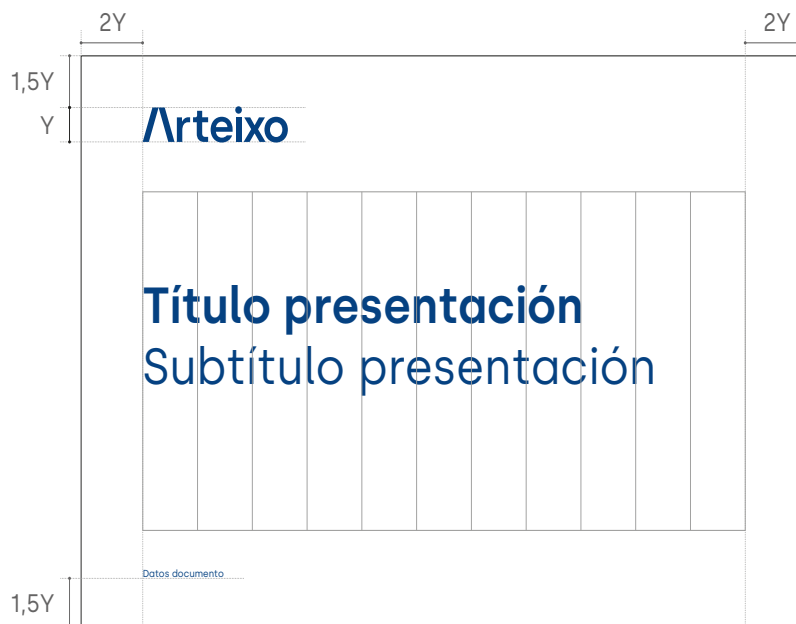 2Y
2Y
1,5Y
Y
Arteixo
Título presentación
Subtítulo presentación
Datos documento
1,5Y